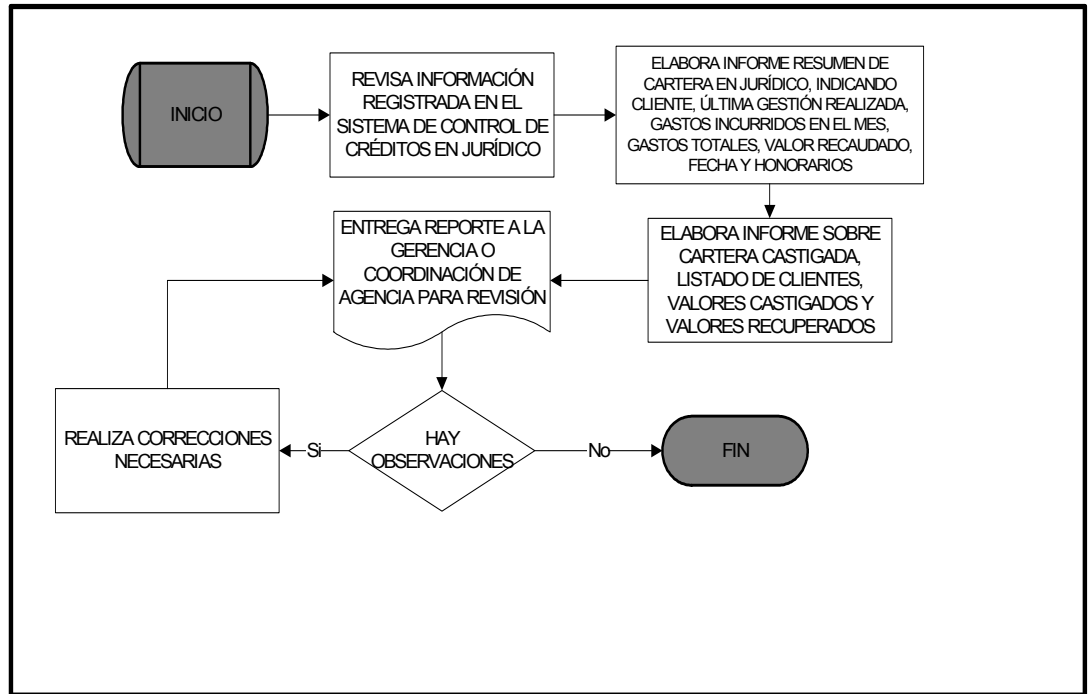 INICIO
REVISA INFORMACIÓN
REGISTRADA EN EL
SISTEMA DE CONTROL DE
CRÉDITOS EN JURÍDICO
ELABORA INFORME RESUMEN DE
CARTERA EN JURÍDICO, INDICANDO
CLIENTE, ÚLTIMA GESTIÓN REALIZADA,
GASTOS INCURRIDOS EN EL MES,
GASTOS TOTALES, VALOR RECAUDADO,
FECHA Y HONORARIOS
ELABORA INFORME SOBRE
CARTERA CASTIGADA,
LISTADO DE CLIENTES,
VALORES CASTIGADOS Y
VALORES RECUPERADOS
ENTREGA REPORTE A LA
GERENCIA O
COORDINACIÓN DE
AGENCIA PARA REVISIÓN
HAY
OBSERVACIONES
Si
REALIZA CORRECCIONES
NECESARIAS
No
FIN